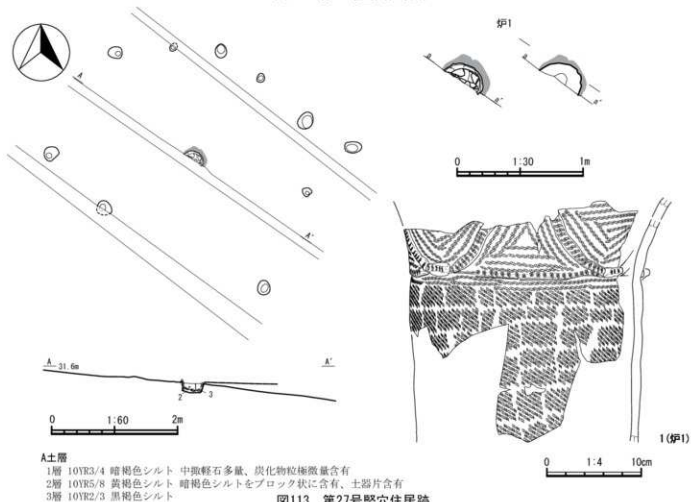 炉1
A
A'
a
a'
a
a'
0 1:30 1m
A 31.6m A'
2 3
0 1:60 2m
1(炉1)
0 1:4 10cm
A土層
1層 10YR3/4 暗褐色シルト 中掫軽石多量、炭化物粒極微量含有
2層 10YR5/8 黄褐色シルト 暗褐色シルトをブロック状に含有、土器片含有
3層 10YR2/3 黒褐色シルト
図113 第27号竪穴住居跡